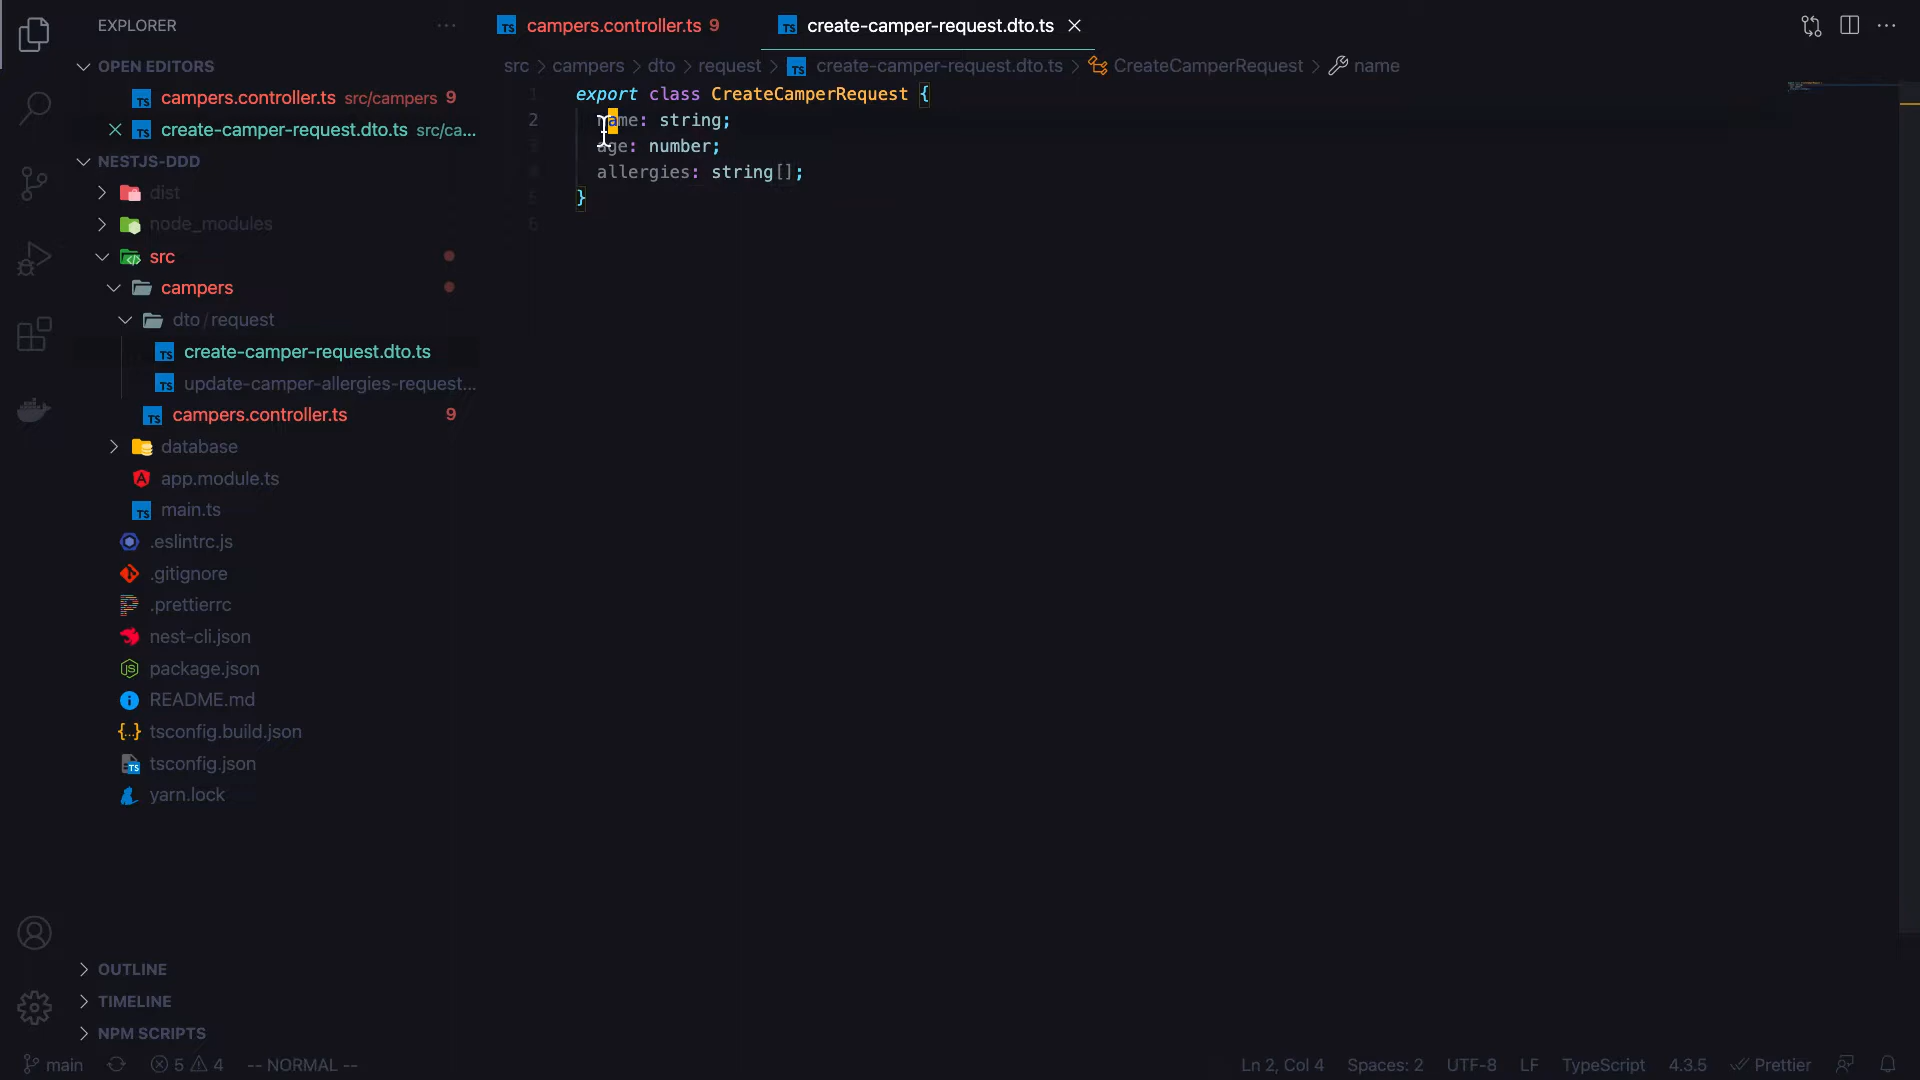 EXPLORER
OPEN EDITORS
campers.controller.ts src/campers 9
create-camper-request.dto.ts src/ca...
NESTJS-DDD
dist
node_modules
src
campers
dto / request
create-camper-request.dto.ts
update-camper-allergies-request...
campers.controller.ts 9
database
app.module.ts
main.ts
.eslintrc.js
.gitignore
.prettierrc
nest-cli.json
package.json
README.md
tsconfig.build.json
tsconfig.json
yarn.lock
OUTLINE
TIMELINE
NPM SCRIPTS
campers.controller.ts 9
create-camper-request.dto.ts
src > campers > dto > request > create-camper-request.dto.ts > CreateCamperRequest > name
1 export class CreateCamperRequest {
2 name: string;
3 age: number;
4 allergies: string[];
5 }
6
main 5 4 -- NORMAL -- Ln 2, Col 4 Spaces: 2 UTF-8 LF TypeScript 4.3.5 Prettier